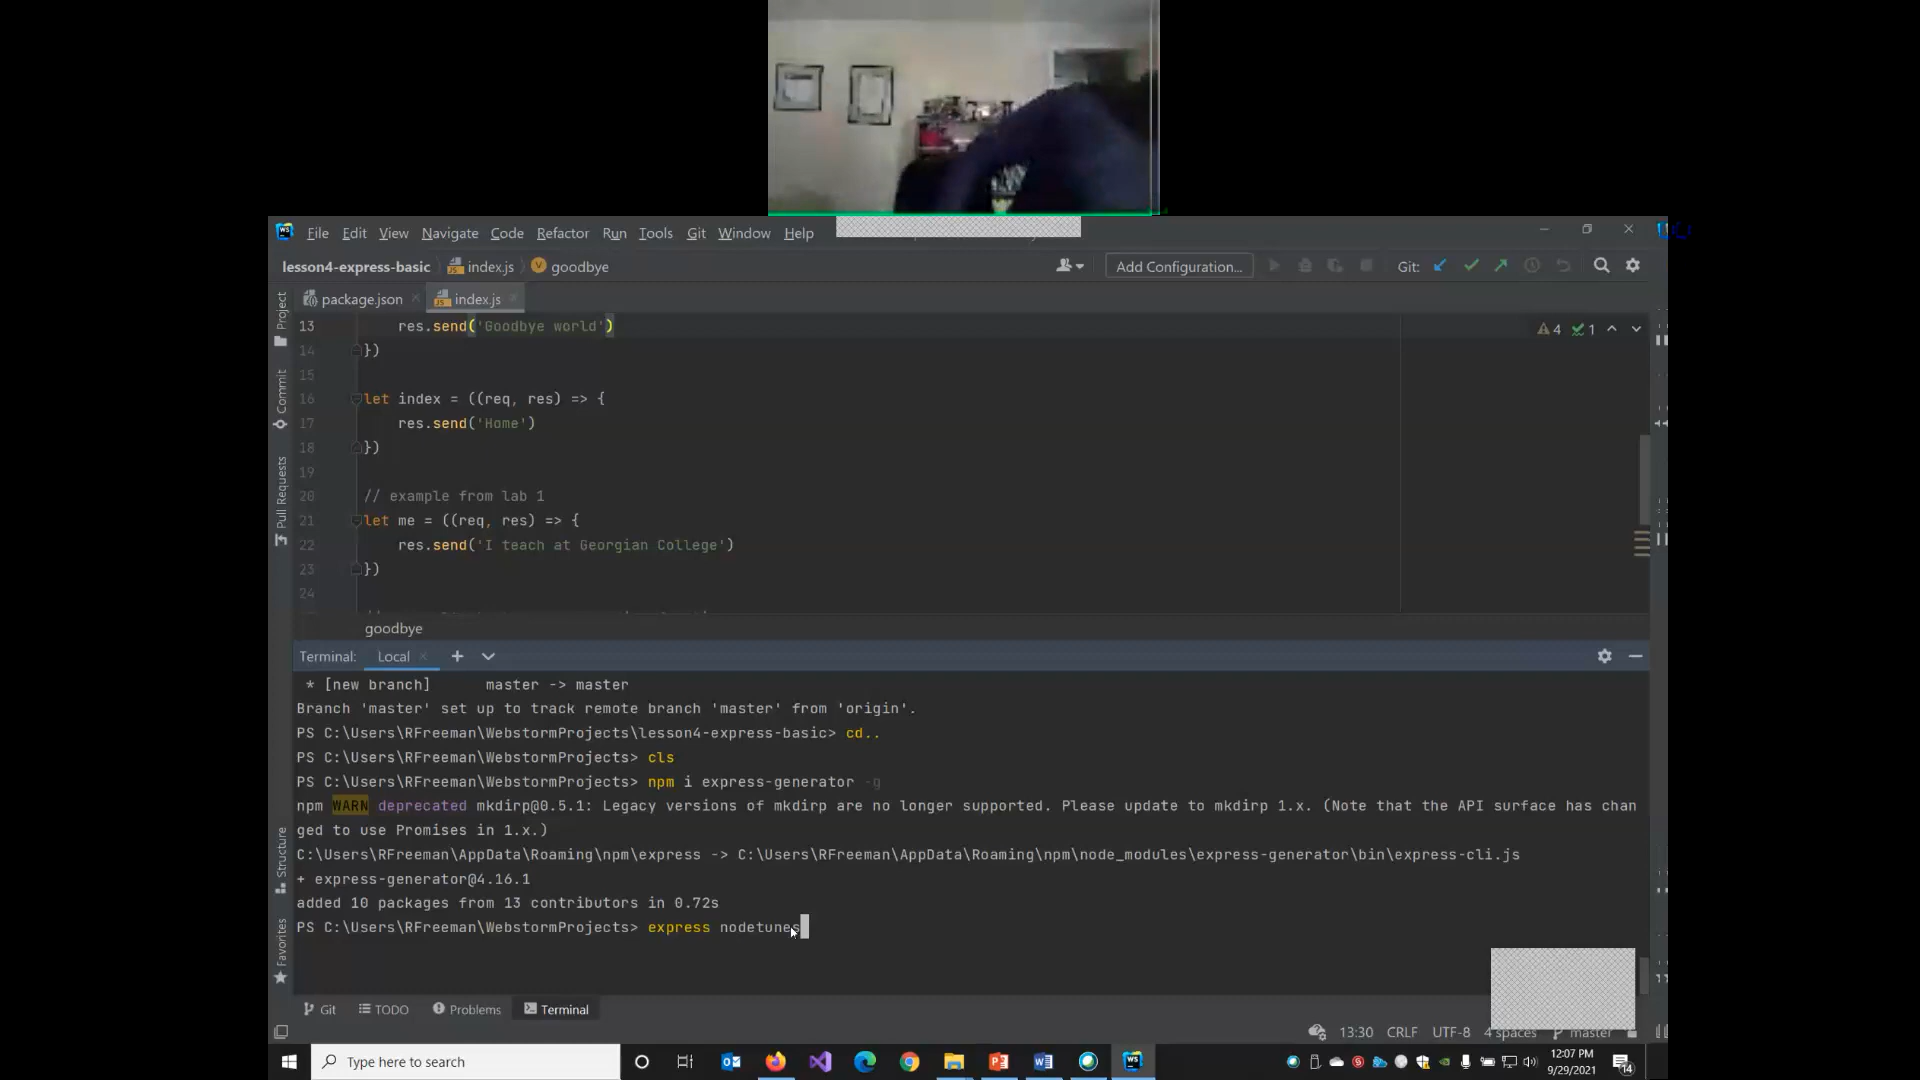 WS File Edit View Navigate Code Refactor Run Tools Git Window Help
lesson4-express-basic index.js goodbye Add Configuration... Git:
package.json index.js
13 res.send('Goodbye world') 4 1
14 })
15
16 let index = ((req, res) => {
17 res.send('Home')
18 })
19
20 // example from lab 1
21 let me = ((req, res) => {
22 res.send('I teach at Georgian College')
23 })
24
goodbye
Project
Commit
Pull Requests
Structure
Favorites
Terminal: Local
* [new branch] master -> master
Branch 'master' set up to track remote branch 'master' from 'origin'.
PS C:\Users\RFreeman\WebstormProjects\lesson4-express-basic> cd..
PS C:\Users\RFreeman\WebstormProjects> cls
PS C:\Users\RFreeman\WebstormProjects> npm i express-generator -g
npm WARN deprecated mkdirp@0.5.1: Legacy versions of mkdirp are no longer supported. Please update to mkdirp 1.x. (Note that the API surface has chan
ged to use Promises in 1.x.)
C:\Users\RFreeman\AppData\Roaming\npm\express -> C:\Users\RFreeman\AppData\Roaming\npm\node_modules\express-generator\bin\express-cli.js
+ express-generator@4.16.1
added 10 packages from 13 contributors in 0.72s
PS C:\Users\RFreeman\WebstormProjects> express nodetunes
Git TODO Problems Terminal
13:30 CRLF UTF-8 4 spaces master
Type here to search
12:07 PM
9/29/2021
14